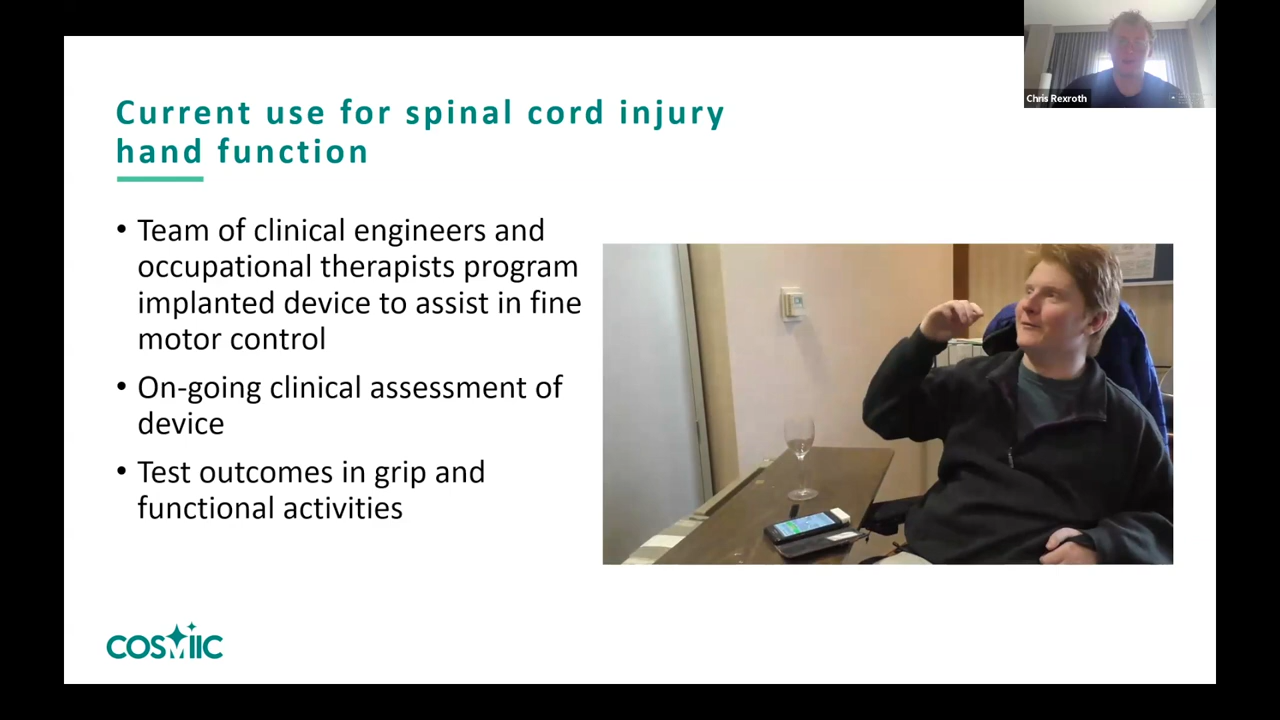 Chris Rexroth
Current use for spinal cord injury
hand function
• Team of clinical engineers and
occupational therapists program
implanted device to assist in fine
motor control
• On-going clinical assessment of
device
• Test outcomes in grip and
functional activities
COSMIIC